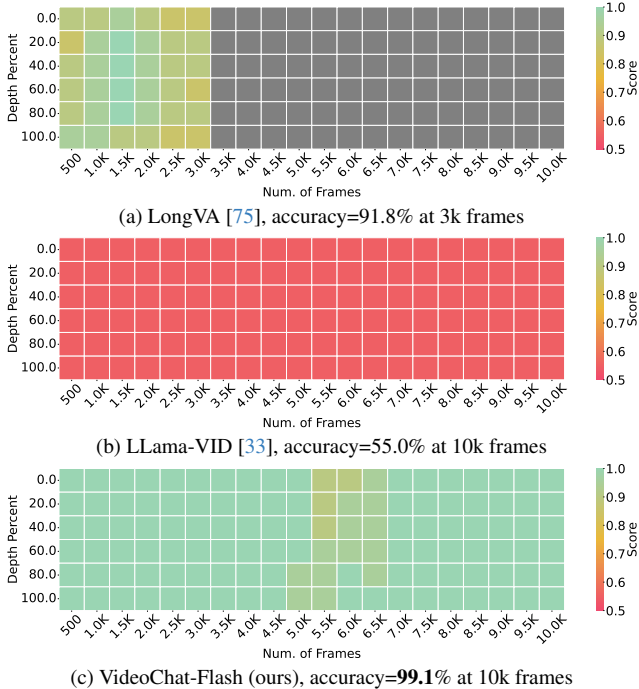 Depth Percent
0.0
20.0
40.0
60.0
80.0
100.0
500 1.0K 1.5K 2.0K 2.5K 3.0K 3.5K 4.0K 4.5K 5.0K 5.5K 6.0K 6.5K 7.0K 7.5K 8.0K 8.5K 9.0K 9.5K 10.0K
Num. of Frames
1.0
0.9
0.8
0.7
0.6
0.5
Score
(a) LongVA [75], accuracy=91.8% at 3k frames
Depth Percent
0.0
20.0
40.0
60.0
80.0
100.0
500 1.0K 1.5K 2.0K 2.5K 3.0K 3.5K 4.0K 4.5K 5.0K 5.5K 6.0K 6.5K 7.0K 7.5K 8.0K 8.5K 9.0K 9.5K 10.0K
Num. of Frames
1.0
0.9
0.8
0.7
0.6
0.5
Score
(b) LLama-VID [33], accuracy=55.0% at 10k frames
Depth Percent
0.0
20.0
40.0
60.0
80.0
100.0
500 1.0K 1.5K 2.0K 2.5K 3.0K 3.5K 4.0K 4.5K 5.0K 5.5K 6.0K 6.5K 7.0K 7.5K 8.0K 8.5K 9.0K 9.5K 10.0K
Num. of Frames
1.0
0.9
0.8
0.7
0.6
0.5
Score
(c) VideoChat-Flash (ours), accuracy=99.1% at 10k frames